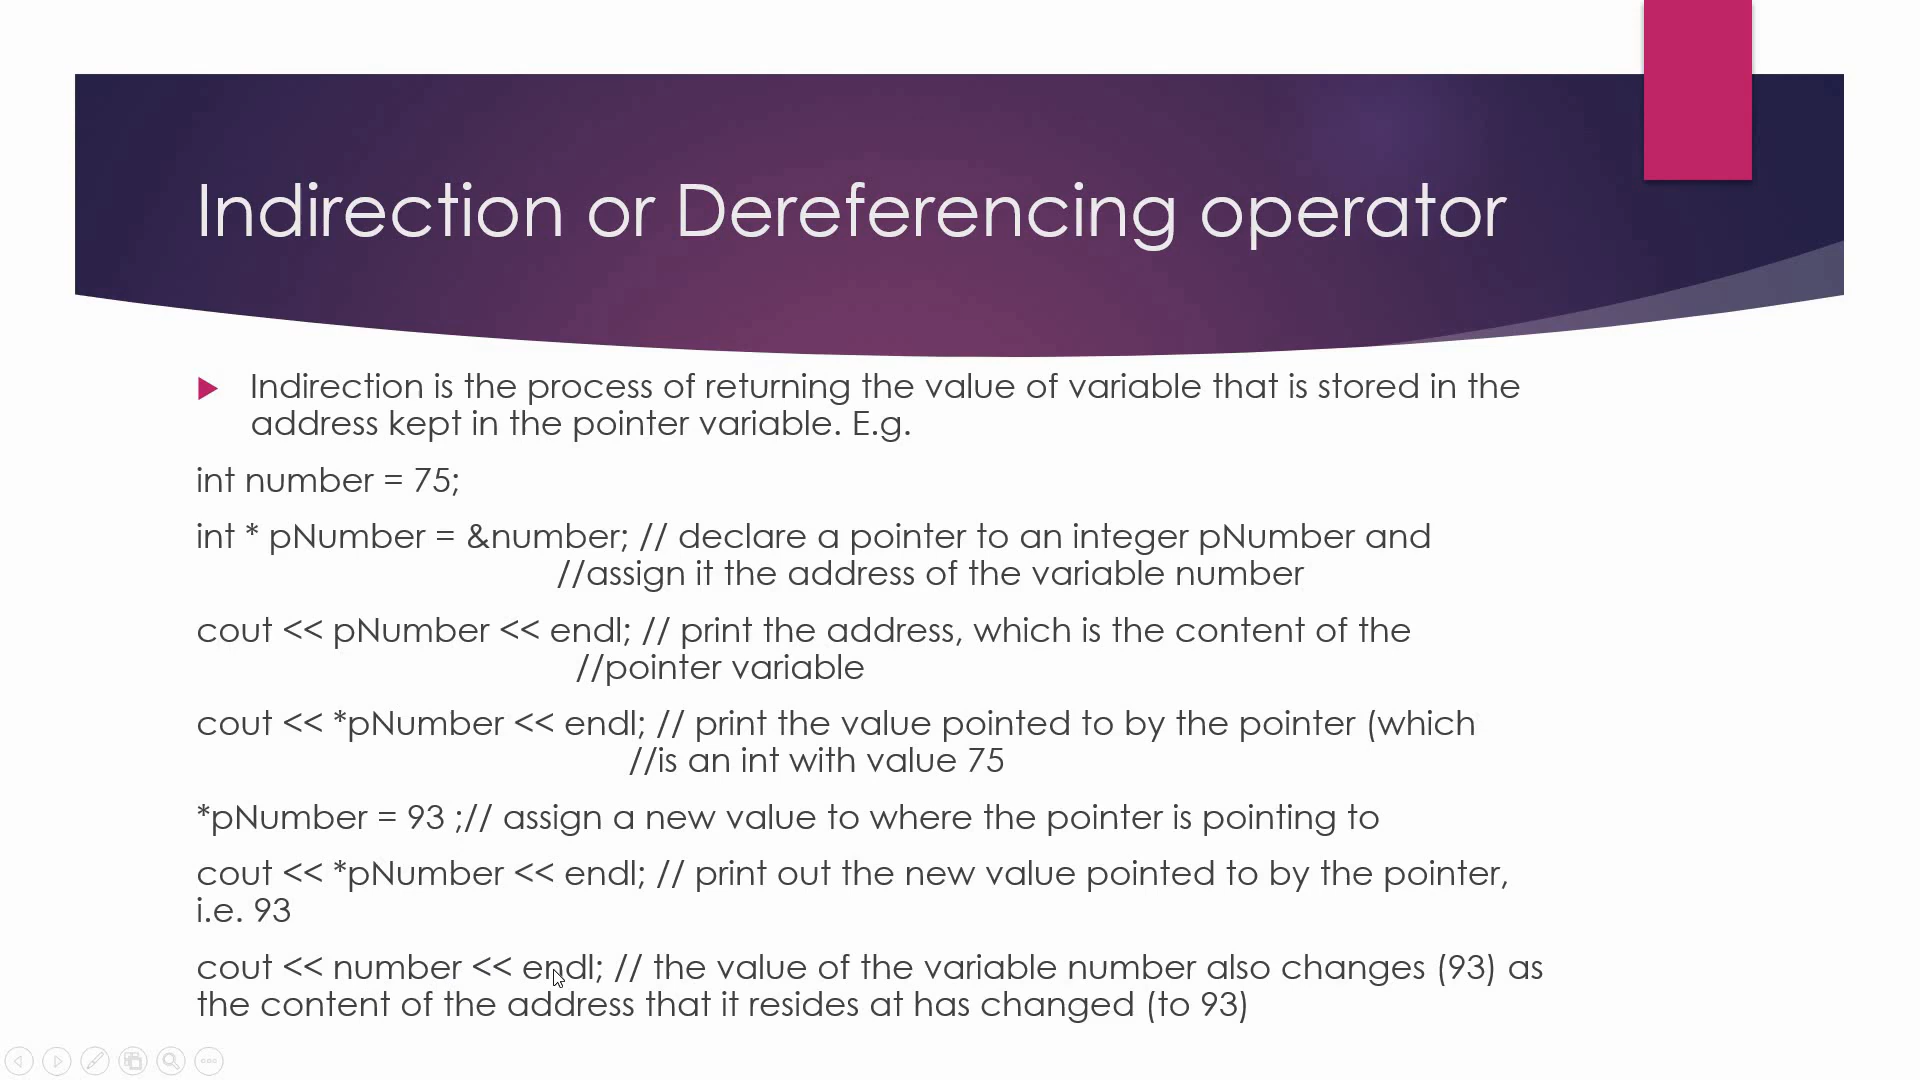 Indirection or Dereferencing operator
Indirection is the process of returning the value of variable that is stored in the
address kept in the pointer variable. E.g.
int number = 75;
int * pNumber = &number; // declare a pointer to an integer pNumber and
//assign it the address of the variable number
cout << pNumber << endl; // print the address, which is the content of the
//pointer variable
cout << *pNumber << endl; // print the value pointed to by the pointer (which
//is an int with value 75
*pNumber = 93 ;// assign a new value to where the pointer is pointing to
cout << *pNumber << endl; // print out the new value pointed to by the pointer,
i.e. 93
cout << number << endl; // the value of the variable number also changes (93) as
the content of the address that it resides at has changed (to 93)